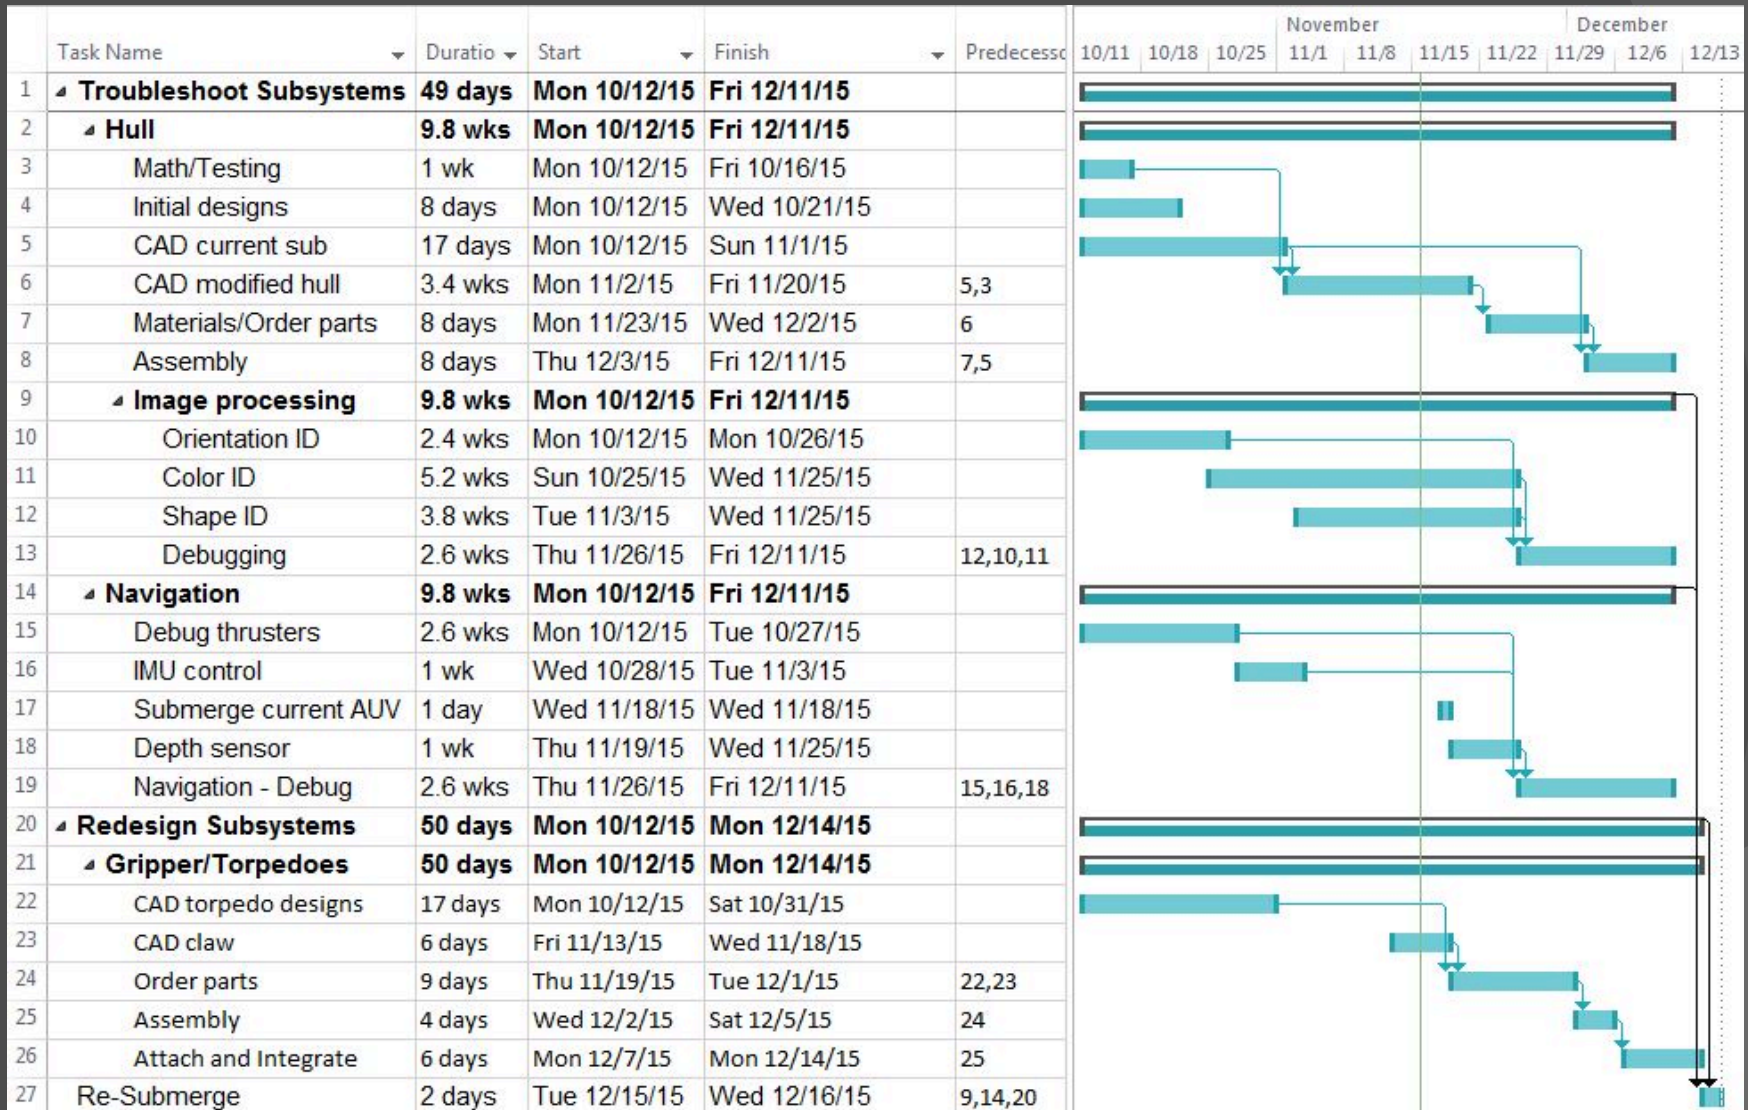 November December
Task Name Duratio Start Finish Predecessc 10/11 10/18 10/25 11/1 11/8 11/15 11/22 11/29 12/6 12/13
1 Troubleshoot Subsystems 49 days Mon 10/12/15 Fri 12/11/15
2 Hull 9.8 wks Mon 10/12/15 Fri 12/11/15
3 Math/Testing 1 wk Mon 10/12/15 Fri 10/16/15
4 Initial designs 8 days Mon 10/12/15 Wed 10/21/15
5 CAD current sub 17 days Mon 10/12/15 Sun 11/1/15
6 CAD modified hull 3.4 wks Mon 11/2/15 Fri 11/20/15 5,3
7 Materials/Order parts 8 days Mon 11/23/15 Wed 12/2/15 6
8 Assembly 8 days Thu 12/3/15 Fri 12/11/15 7,5
9 Image processing 9.8 wks Mon 10/12/15 Fri 12/11/15
10 Orientation ID 2.4 wks Mon 10/12/15 Mon 10/26/15
11 Color ID 5.2 wks Sun 10/25/15 Wed 11/25/15
12 Shape ID 3.8 wks Tue 11/3/15 Wed 11/25/15
13 Debugging 2.6 wks Thu 11/26/15 Fri 12/11/15 12,10,11
14 Navigation 9.8 wks Mon 10/12/15 Fri 12/11/15
15 Debug thrusters 2.6 wks Mon 10/12/15 Tue 10/27/15
16 IMU control 1 wk Wed 10/28/15 Tue 11/3/15
17 Submerge current AUV 1 day Wed 11/18/15 Wed 11/18/15
18 Depth sensor 1 wk Thu 11/19/15 Wed 11/25/15
19 Navigation - Debug 2.6 wks Thu 11/26/15 Fri 12/11/15 15,16,18
20 Redesign Subsystems 50 days Mon 10/12/15 Mon 12/14/15
21 Gripper/Torpedoes 50 days Mon 10/12/15 Mon 12/14/15
22 CAD torpedo designs 17 days Mon 10/12/15 Sat 10/31/15
23 CAD claw 6 days Fri 11/13/15 Wed 11/18/15
24 Order parts 9 days Thu 11/19/15 Tue 12/1/15 22,23
25 Assembly 4 days Wed 12/2/15 Sat 12/5/15 24
26 Attach and Integrate 6 days Mon 12/7/15 Mon 12/14/15 25
27 Re-Submerge 2 days Tue 12/15/15 Wed 12/16/15 9,14,20